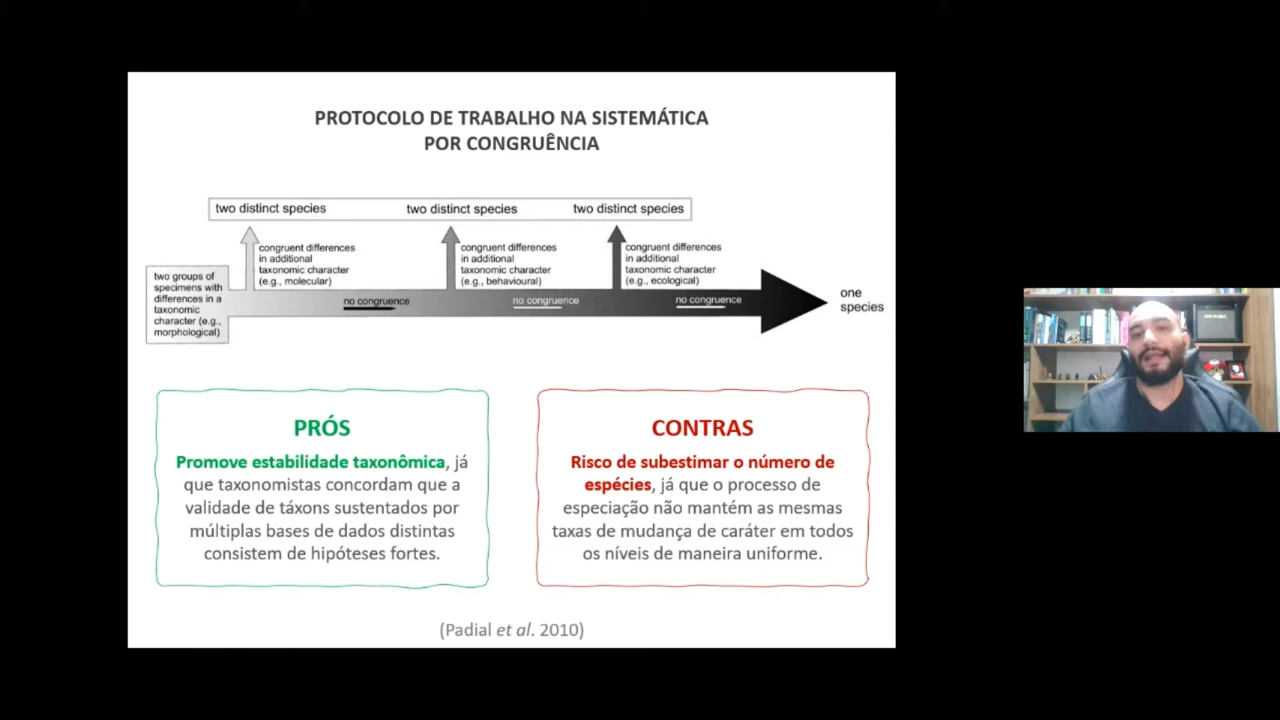 PROTOCOLO DE TRABALHO NA SISTEMÁTICA
POR CONGRUÊNCIA
two distinct species
two distinct species
two distinct species
two groups of
specimens with
differences in a
taxonomic
character (e.g.,
morphological)
congruent differences
in additional
taxonomic character
(e.g., molecular)
no congruence
congruent differences
in additional
taxonomic character
(e.g., behavioural)
no congruence
congruent differences
in additional
taxonomic character
(e.g., ecological)
no congruence
one
species
PRÓS
Promove estabilidade taxonômica, já
que taxonomistas concordam que a
validade de táxons sustentados por
múltiplas bases de dados distintas
consistem de hipóteses fortes.
CONTRAS
Risco de subestimar o número de
espécies, já que o processo de
especiação não mantém as mesmas
taxas de mudança de caráter em todos
os níveis de maneira uniforme.
(Padial et al. 2010)